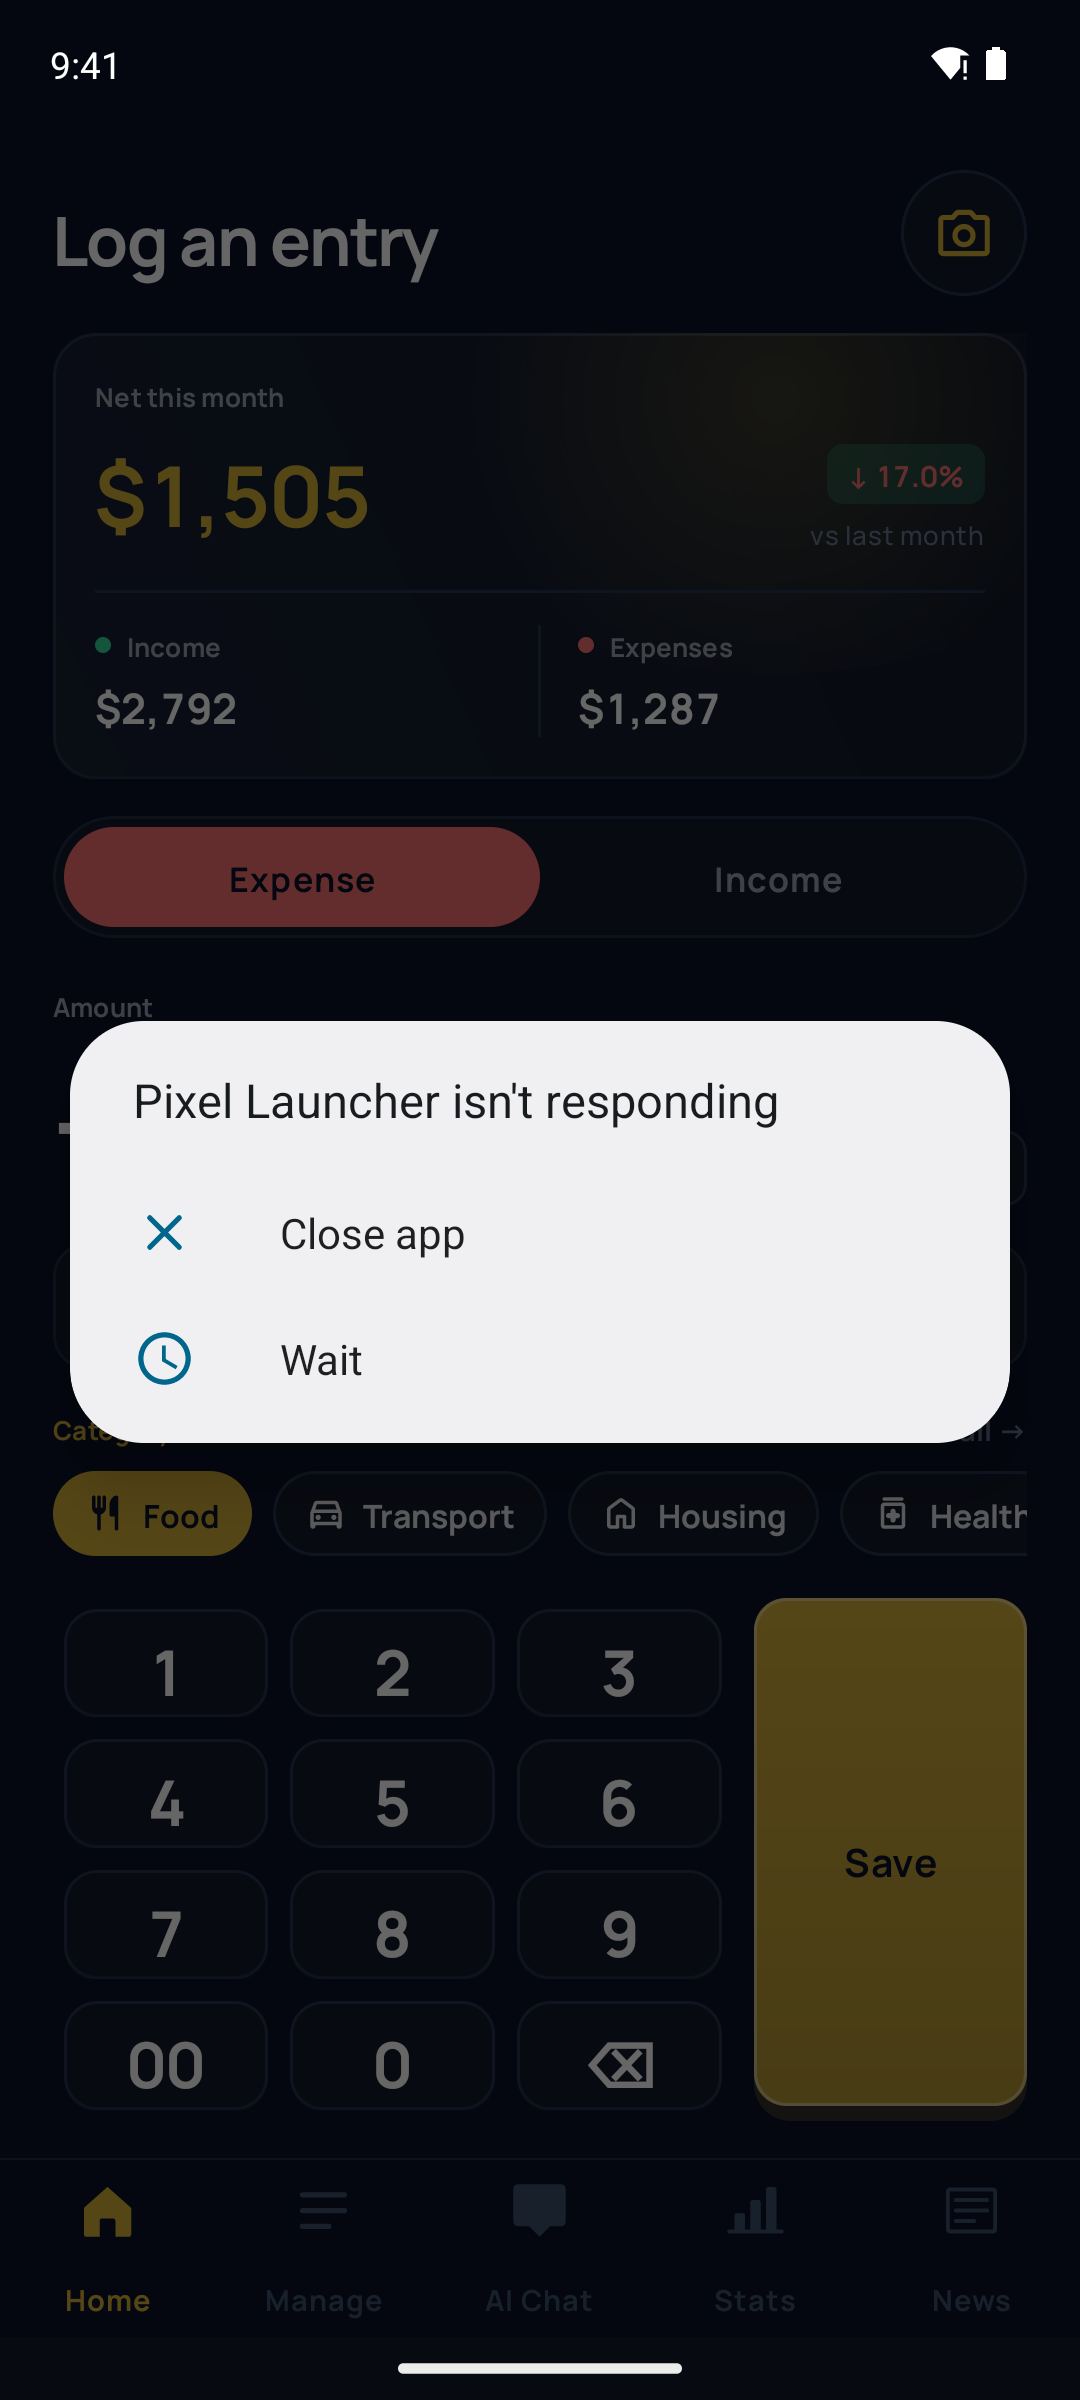 9:41
Log an entry
Net this month
$1,505
↓ 17.0%
vs last month
Income
$2,792
Expenses
$1,287
Expense
Income
Amount
Pixel Launcher isn't responding
Close app
Wait
Food
Transport
Housing
Health
1
2
3
4
5
6
7
8
9
00
0
Save
Home
Manage
AI Chat
Stats
News